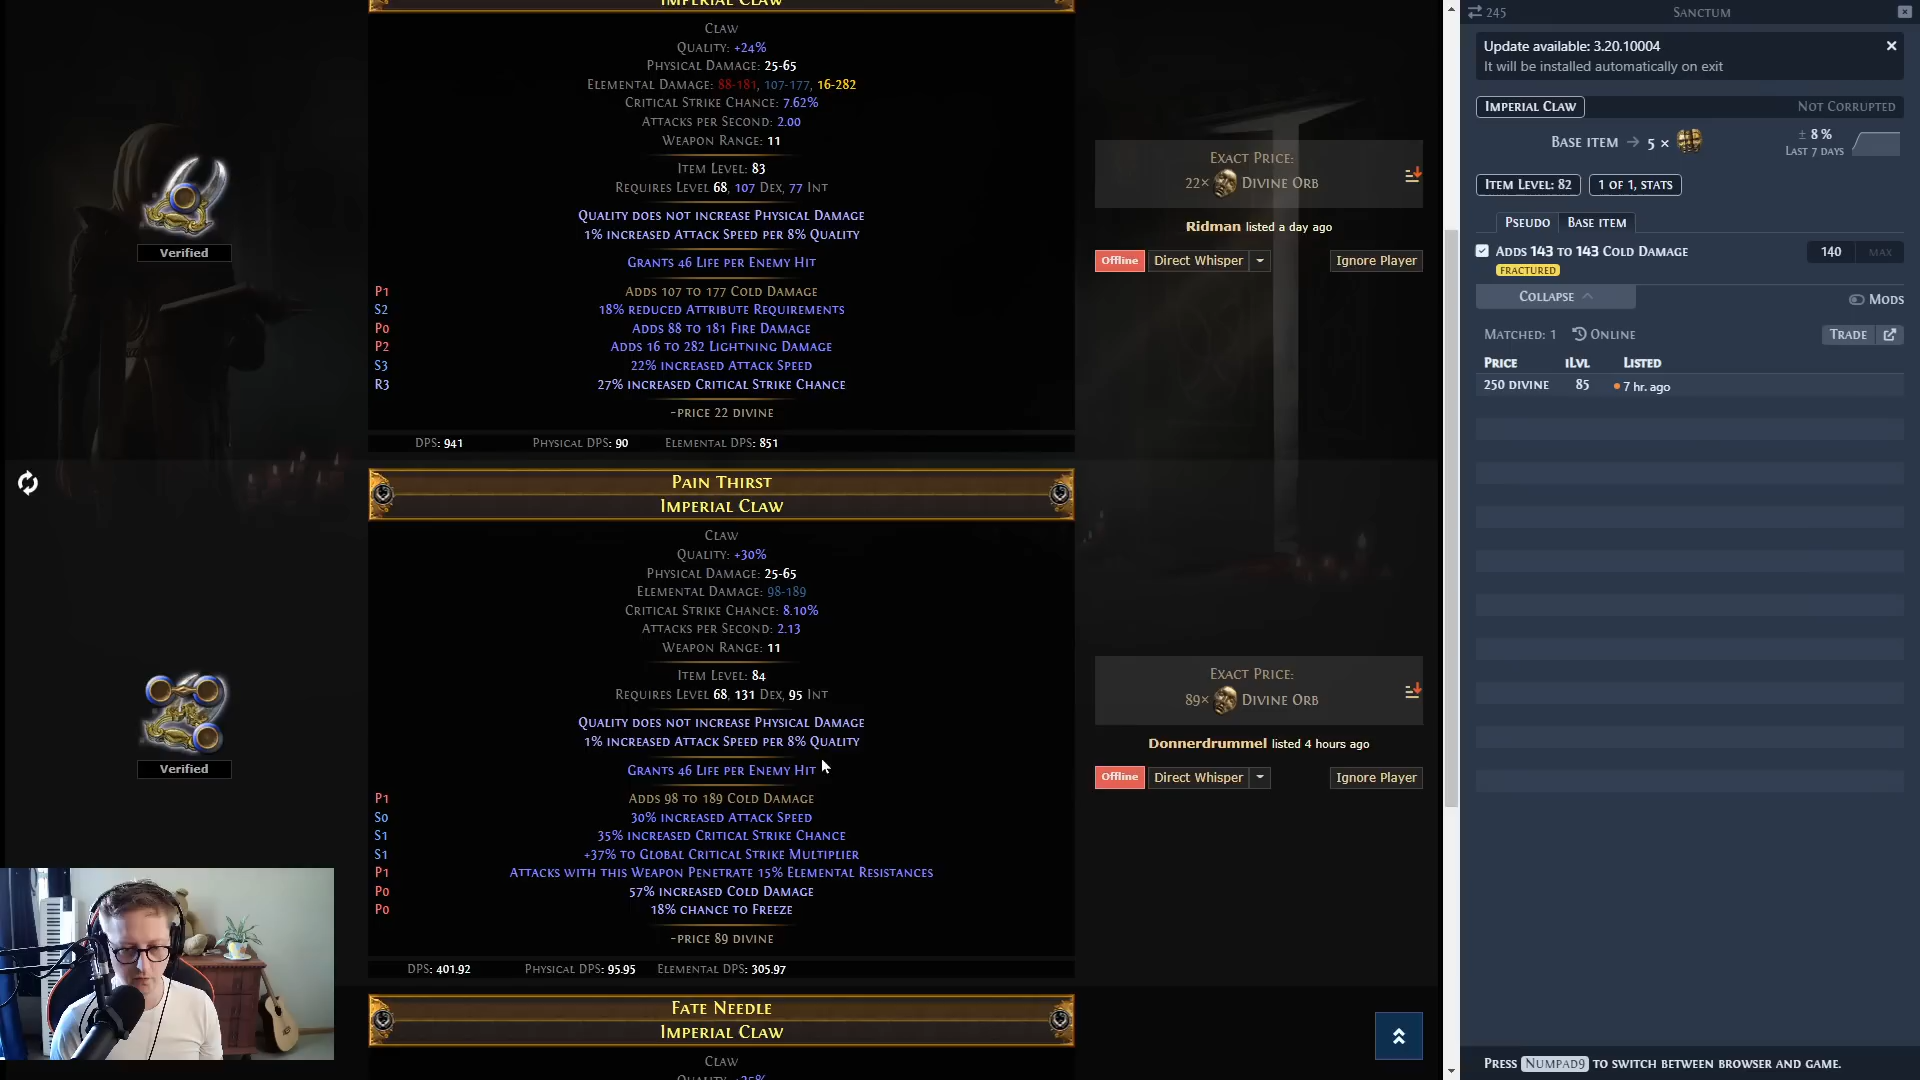 Imperial Claw
Claw
Quality: +24%
Physical Damage: 25-65
Elemental Damage: 88-181, 107-177, 16-282
Critical Strike Chance: 7.62%
Attacks per Second: 2.00
Weapon Range: 11
Item Level: 83
Requires Level 68, 107 Dex, 77 Int
Quality does not increase Physical Damage
1% increased Attack Speed per 8% Quality
Grants 46 Life per Enemy Hit
P1 Adds 107 to 177 Cold Damage
S2 18% reduced Attribute Requirements
P0 Adds 88 to 181 Fire Damage
P2 Adds 16 to 282 Lightning Damage
S3 22% increased Attack Speed
R3 27% increased Critical Strike Chance
~price 22 divine
DPS: 941 Physical DPS: 90 Elemental DPS: 851
Verified
Exact Price:
22× Divine Orb
Ridman listed a day ago
Offline Direct Whisper Ignore Player
Pain Thirst
Imperial Claw
Claw
Quality: +30%
Physical Damage: 25-65
Elemental Damage: 98-189
Critical Strike Chance: 8.10%
Attacks per Second: 2.13
Weapon Range: 11
Item Level: 84
Requires Level 68, 131 Dex, 95 Int
Quality does not increase Physical Damage
1% increased Attack Speed per 8% Quality
Grants 46 Life per Enemy Hit
P1 Adds 98 to 189 Cold Damage
S0 30% increased Attack Speed
S1 35% increased Critical Strike Chance
S1 +37% to Global Critical Strike Multiplier
P1 Attacks with this Weapon Penetrate 15% Elemental Resistances
P0 57% increased Cold Damage
P0 18% chance to Freeze
~price 89 divine
DPS: 401.92 Physical DPS: 95.95 Elemental DPS: 305.97
Verified
Exact Price:
89× Divine Orb
Donnerdrummel listed 4 hours ago
Offline Direct Whisper Ignore Player
Fate Needle
Imperial Claw
Claw
Quality: +25%
245 Sanctum
Update available: 3.20.10004
It will be installed automatically on exit
Imperial Claw Not Corrupted
Base item → 5 × ± 8 %
Last 7 days
Item Level: 82 1 of 1, stats
Pseudo Base item
Adds 143 to 143 Cold Damage 140 max
Fractured
Collapse Mods
Matched: 1 Online Trade
Price iLvl Listed
250 divine 85 7 hr. ago
Press Numpad9 to switch between browser and game.